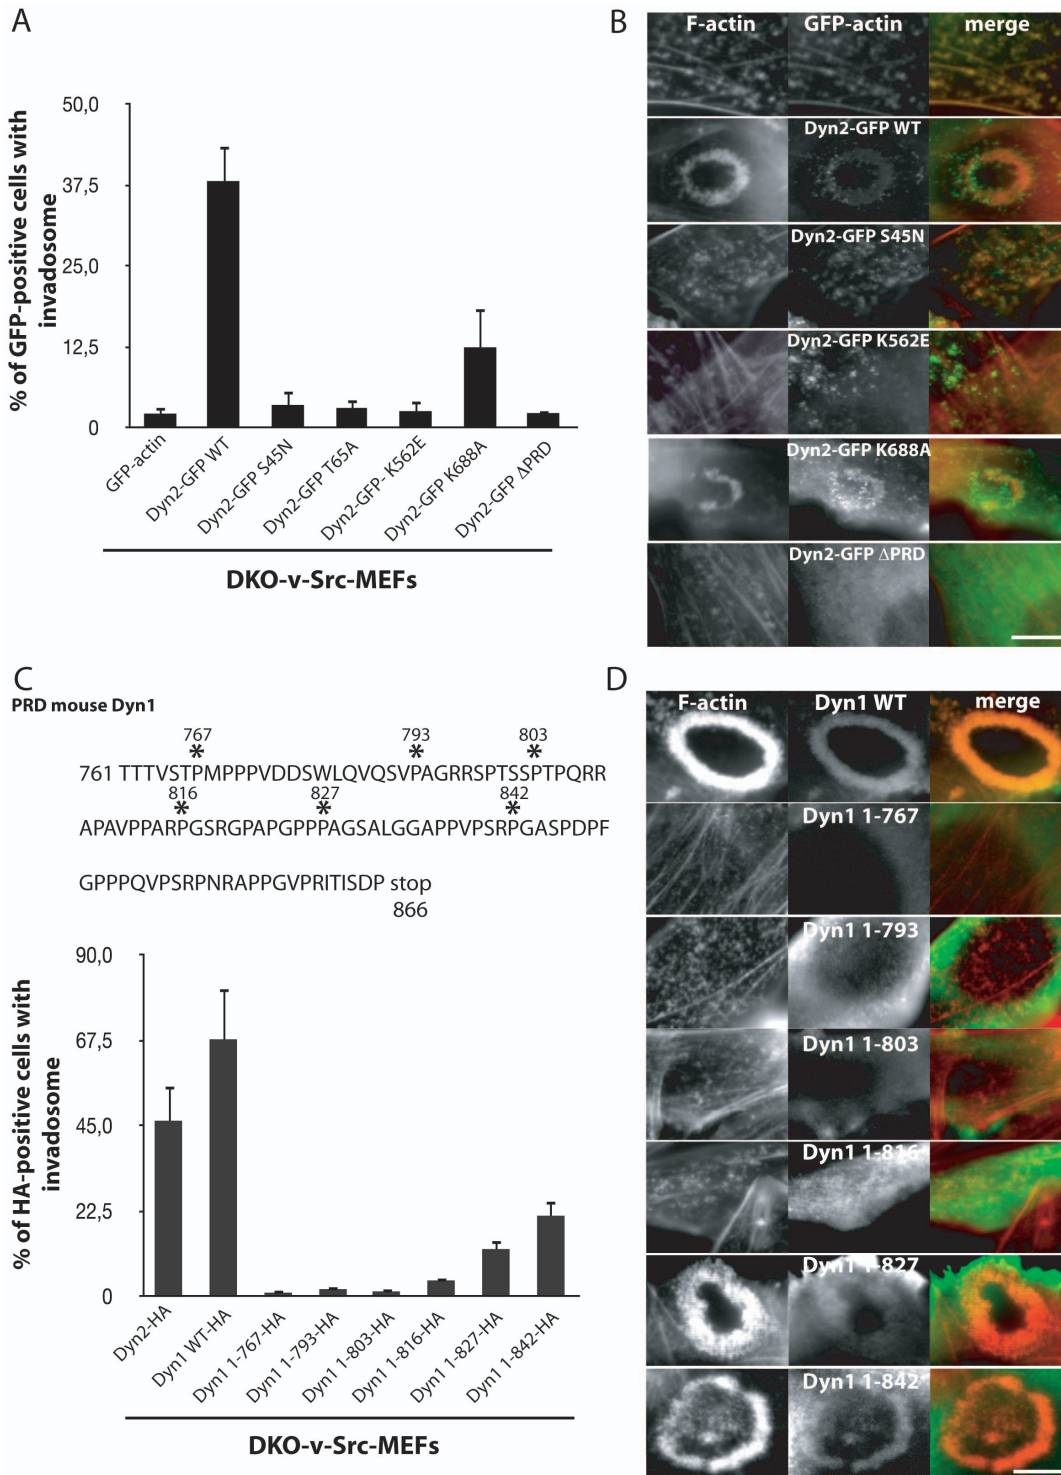 A
% of GFP-positive cells with
invadosome
50,0
37,5
25,0
12,5
0
GFP-actin
Dyn2-GFP WT
Dyn2-GFP S45N
Dyn2-GFP T65A
Dyn2-GFP- K562E
Dyn2-GFP K688A
Dyn2-GFP ΔPRD
DKO-v-Src-MEFs
B
F-actin GFP-actin merge
Dyn2-GFP WT
Dyn2-GFP S45N
Dyn2-GFP K562E
Dyn2-GFP K688A
Dyn2-GFP ΔPRD
C
PRD mouse Dyn1
767 793 803
* * *
761 TTTVSTPMPPPVDDSWLQVQSVPAGRRSPTSSPTPQRR
816 827 842
* * *
APAVPPARPGSRGPAPGPPPAGSALGGAPPVPSRPGASPDPF
GPPPQVPSRPNRAPPGVPRITISDP stop
866
% of HA-positive cells with
invadosome
90,0
67,5
45,0
22,5
0
Dyn2-HA
Dyn1 WT-HA
Dyn1 1-767-HA
Dyn1 1-793-HA
Dyn1 1-803-HA
Dyn1 1-816-HA
Dyn1 1-827-HA
Dyn1 1-842-HA
DKO-v-Src-MEFs
D
F-actin Dyn1 WT merge
Dyn1 1-767
Dyn1 1-793
Dyn1 1-803
Dyn1 1-816
Dyn1 1-827
Dyn1 1-842